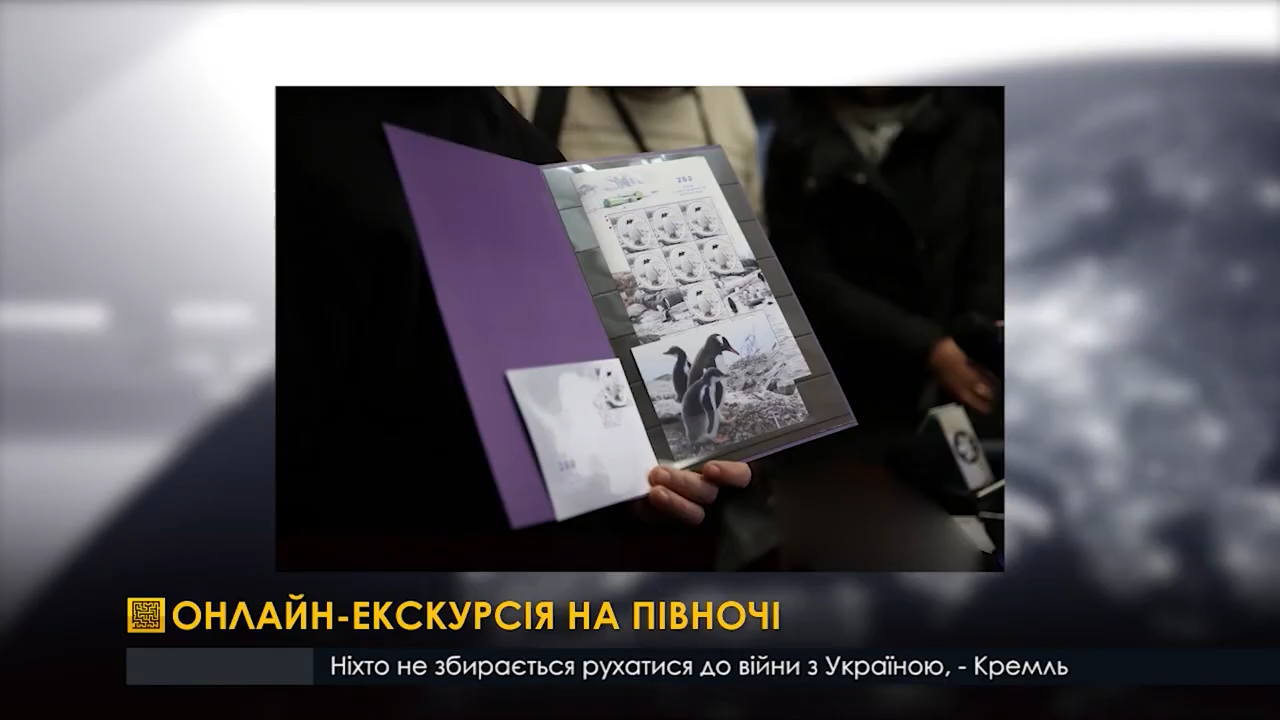 ОНЛАЙН-ЕКСКУРСІЯ НА ПІВНОЧІ
Ніхто не збирається рухатися до війни з Україною, - Кремль